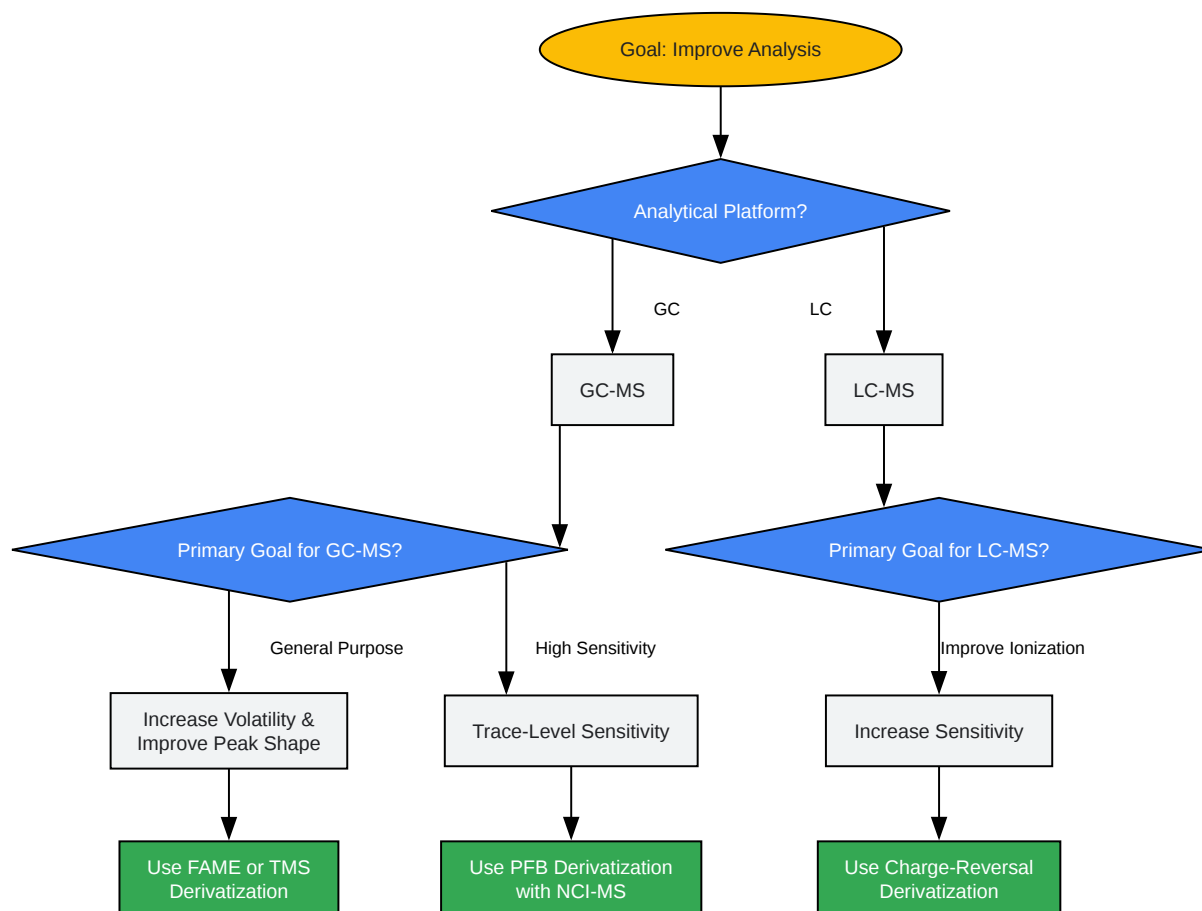 Goal: Improve Analysis
Analytical Platform?
GC
LC
GC-MS
LC-MS
Primary Goal for GC-MS?
Primary Goal for LC-MS?
General Purpose
High Sensitivity
Improve Ionization
Increase Volatility &
Improve Peak Shape
Trace-Level Sensitivity
Increase Sensitivity
Use FAME or TMS
Derivatization
Use PFB Derivatization
with NCI-MS
Use Charge-Reversal
Derivatization